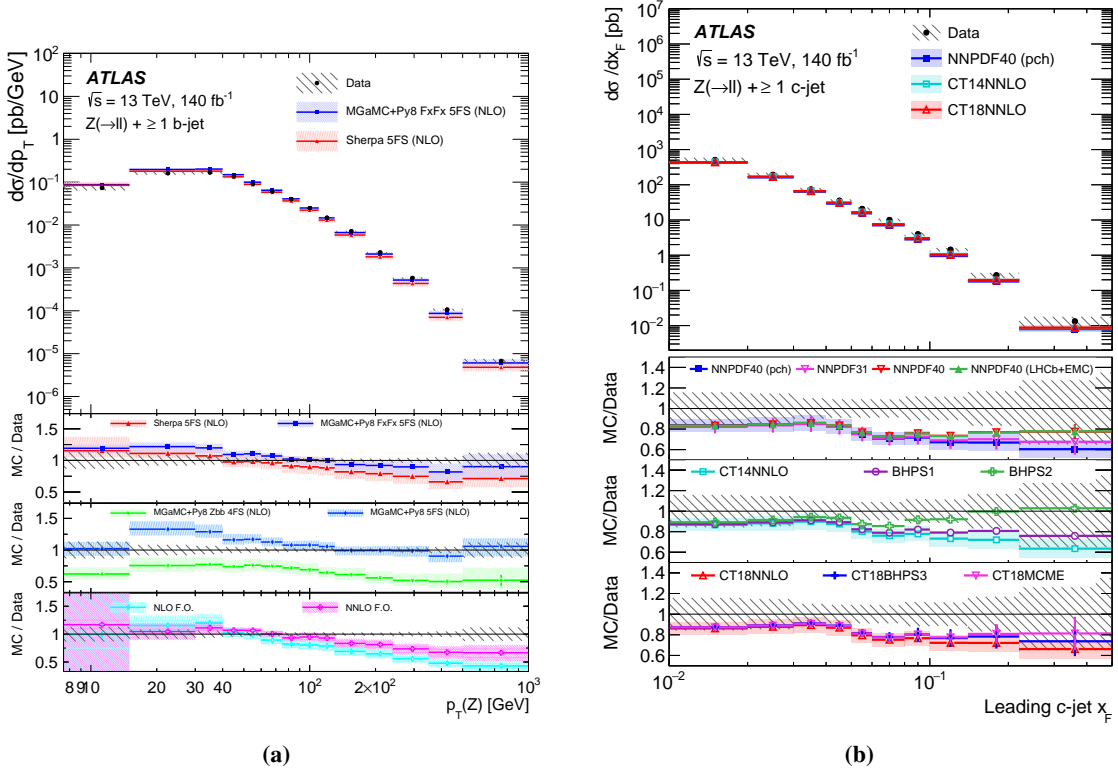 ATLAS
√s = 13 TeV, 140 fb⁻¹
Z(→ll) + ≥ 1 b-jet
Data
MGaMC+Py8 FxFx 5FS (NLO)
Sherpa 5FS (NLO)
dσ/dp_T [pb/GeV]
10²
10
1
10⁻¹
10⁻²
10⁻³
10⁻⁴
10⁻⁵
10⁻⁶
Sherpa 5FS (NLO) MGaMC+Py8 FxFx 5FS (NLO)
MC / Data
1.25
1
0.5
MGaMC+Py8 Zbb 4FS (NLO) MGaMC+Py8 5FS (NLO)
MC / Data
1.25
1
0.5
NLO F.O. NNLO F.O.
MC / Data
1.25
1
0.5
8 9 10 20 30 40 10² 2×10² 10³
p_T(Z) [GeV]
(a)
ATLAS
√s = 13 TeV, 140 fb⁻¹
Z(→ll) + ≥ 1 c-jet
Data
NNPDF40 (pch)
CT14NNLO
CT18NNLO
dσ/dx_F [pb]
10⁷
10⁶
10⁵
10⁴
10³
10²
10
1
10⁻¹
10⁻²
NNPDF40 (pch) NNPDF31 NNPDF40 NNPDF40 (LHCb+EMC)
MC/Data
1.4
1.2
1
0.8
0.6
CT14NNLO BHPS1 BHPS2
MC/Data
1.4
1.2
1
0.8
0.6
CT18NNLO CT18BHPS3 CT18MCME
MC/Data
1.4
1.2
1
0.8
0.6
10⁻² 10⁻¹
Leading c-jet x_F
(b)